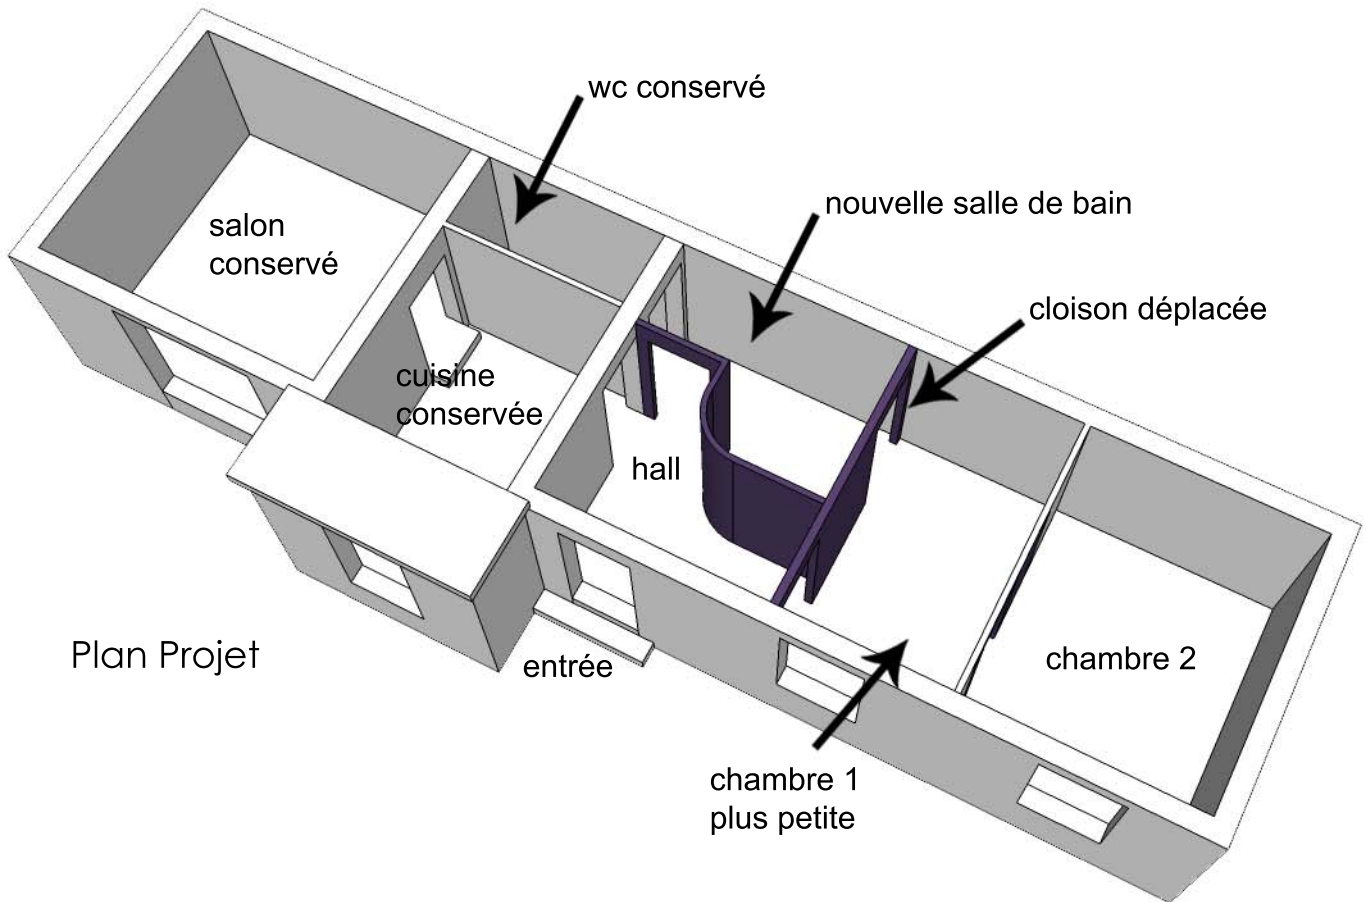 wc conservé
nouvelle salle de bain
salon
conservé
cloison déplacée
cuisine
conservée
hall
Plan Projet
entrée
chambre 2
chambre 1
plus petite